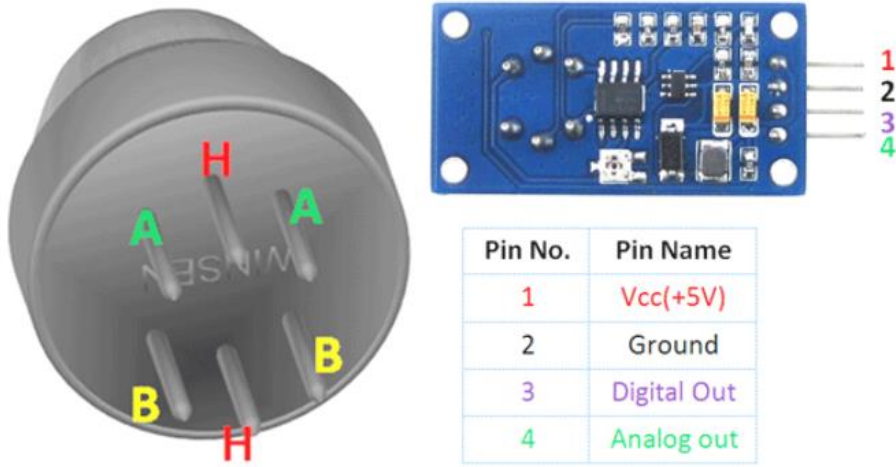 H
A
A
WINSEN
B
B
H
1
2
3
4
Pin No. Pin Name
1 Vcc(+5V)
2 Ground
3 Digital Out
4 Analog out